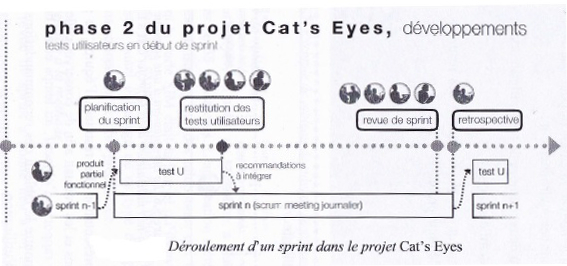 phase 2 du projet Cat's Eyes, développements
tests utilisateurs en début de sprint
planification
du sprint
restitution des
tests utilisateurs
revue de sprint
retrospective
produit
partiel
fonctionnel
test U
recommandations
à intégrer
test U
sprint n-1
sprint n (scrum meeting journalier)
sprint n+1
Déroulement d'un sprint dans le projet Cat's Eyes